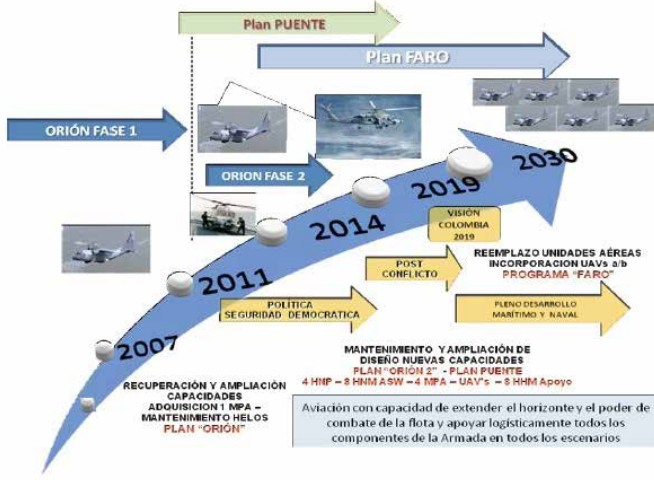 Plan PUENTE
Plan FARO
ORIÓN FASE 1
ORION FASE 2
2030
2019
2014
2011
2007
VISIÓN
COLOMBIA
2019
POST
CONFLICTO
POLÍTICA
SEGURIDAD DEMOCRATICA
REEMPLAZO UNIDADES AÉREAS
INCORPORACION UAVs a/b
PROGRAMA "FARO"
PLENO DESARROLLO
MARÍTIMO Y NAVAL
MANTENIMIENTO Y AMPLIACIÓN DE
DISEÑO NUEVAS CAPACIDADES
PLAN "ORIÓN 2" - PLAN PUENTE
4 HNP – 8 HNM ASW – 4 MPA – UAV's – 8 HHM Apoyo
RECUPERACIÓN Y AMPLIACIÓN
CAPACIDADES
ADQUISICION 1 MPA –
MANTENIMIENTO HELOS
PLAN "ORIÓN"
Aviación con capacidad de extender el horizonte y el poder de
combate de la flota y apoyar logísticamente todos los
componentes de la Armada en todos los escenarios